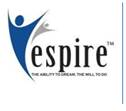 espire™
THE ABILITY TO DREAM. THE WILL TO DO